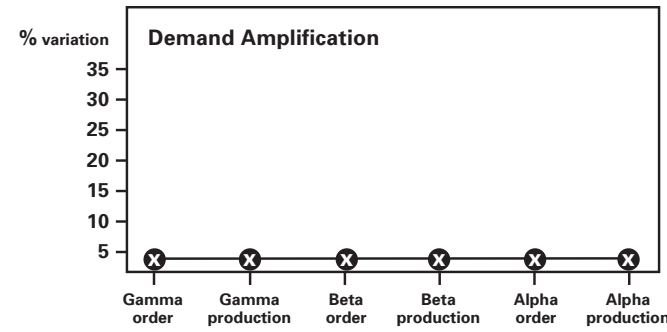 % variation
Demand Amplification
35
30
25
20
15
10
5
X X X X X X
Gamma order
Gamma production
Beta order
Beta production
Alpha order
Alpha production